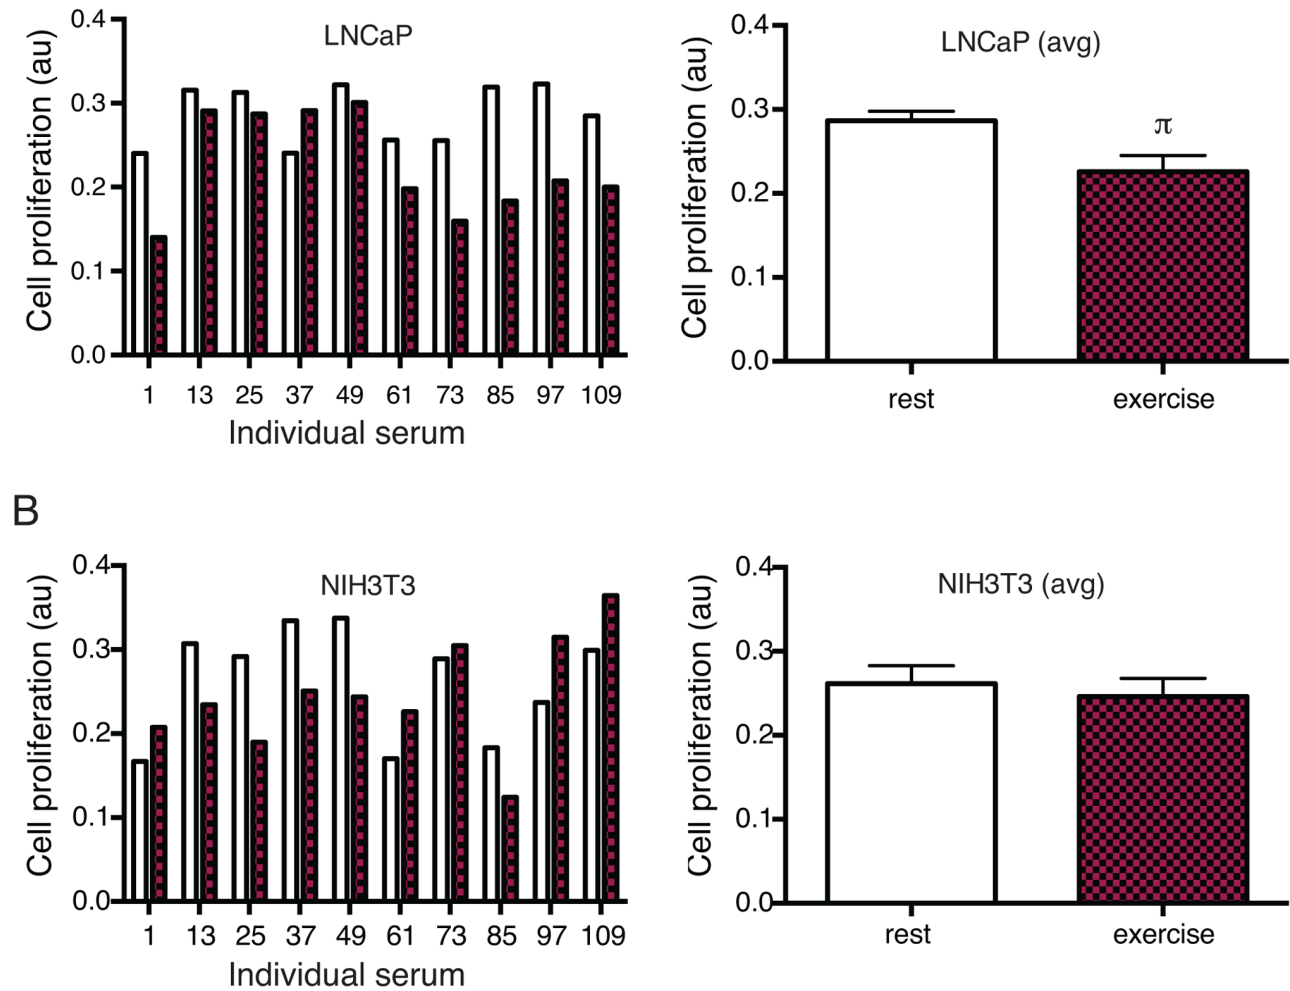 LNCaP
Cell proliferation (au)
0.4
0.3
0.2
0.1
0.0
1 13 25 37 49 61 73 85 97 109
Individual serum
LNCaP (avg)
Cell proliferation (au)
0.4
0.3
0.2
0.1
0.0
π
rest exercise
B
NIH3T3
Cell proliferation (au)
0.4
0.3
0.2
0.1
0.0
1 13 25 37 49 61 73 85 97 109
Individual serum
NIH3T3 (avg)
Cell proliferation (au)
0.4
0.3
0.2
0.1
0.0
rest exercise